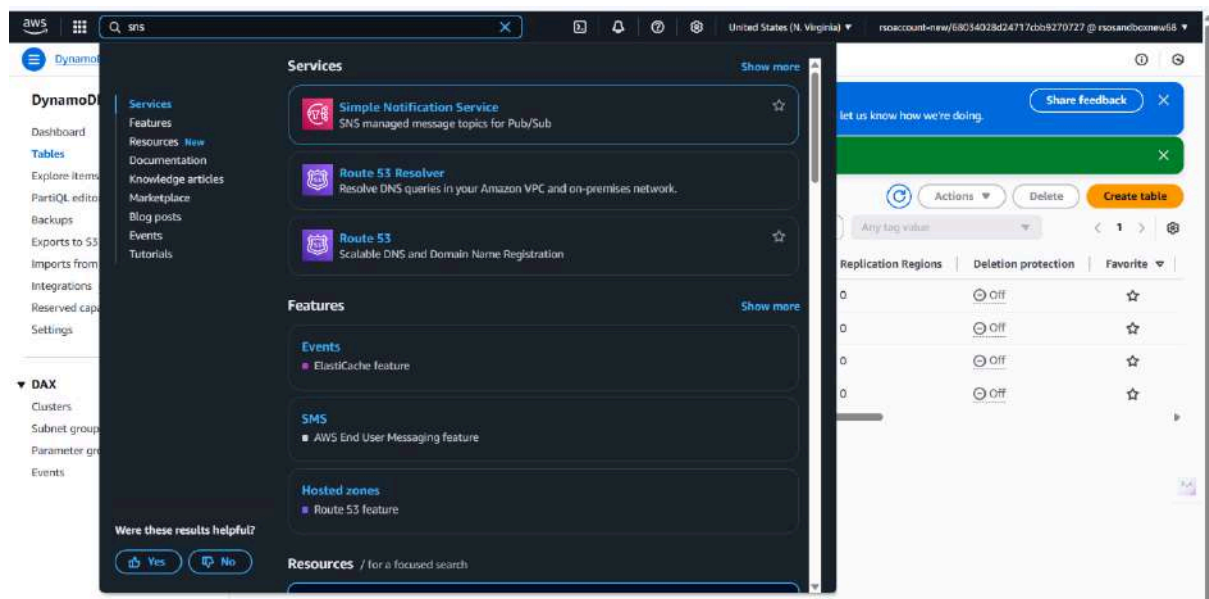 aws
sns
United States (N. Virginia) ▼
rsoaccount-new/68034028d24717cbb9270727 @ rsosandboxnew68 ▼
DynamoD
Tables
Dashboard
Explore items
PartiQL edito
Backups
Exports to S3
Imports from
Integrations
Reserved capa
Settings
▼ DAX
Clusters
Subnet group
Parameter gr
Events
Services
Features
Resources New
Documentation
Knowledge articles
Marketplace
Blog posts
Events
Tutorials
Were these results helpful?
Yes
No
Services
Show more
Simple Notification Service
SNS managed message topics for Pub/Sub
Route 53 Resolver
Resolve DNS queries in your Amazon VPC and on-premises network.
Route 53
Scalable DNS and Domain Name Registration
Features
Show more
Events
ElastiCache feature
SMS
AWS End User Messaging feature
Hosted zones
Route 53 feature
Resources / for a focused search
let us know how we're doing.
Share feedback
Actions ▼
Delete
Create table
Any tag value
1
Replication Regions
Deletion protection
Favorite
0
Off
0
Off
0
Off
0
Off